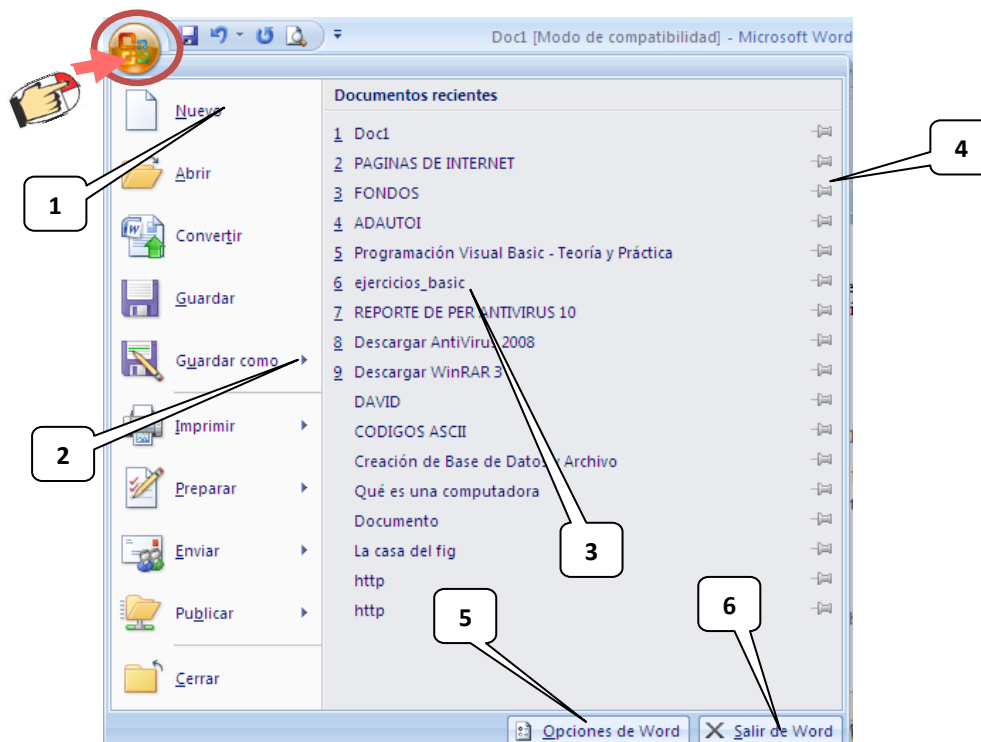 Doc1 [Modo de compatibilidad] - Microsoft Word
Nuevo
Abrir
Convertir
Guardar
Guardar como
Imprimir
Preparar
Enviar
Publicar
Cerrar
Documentos recientes
1 Doc1
2 PAGINAS DE INTERNET
3 FONDOS
4 ADAUTOI
5 Programación Visual Basic - Teoría y Práctica
6 ejercicios_basic
7 REPORTE DE PER ANTIVIRUS 10
8 Descargar AntiVirus 2008
9 Descargar WinRAR 3
DAVID
CODIGOS ASCII
Creación de Base de Datos y Archivo
Qué es una computadora
Documento
La casa del fig
http
http
Opciones de Word
Salir de Word
1
2
3
4
5
6